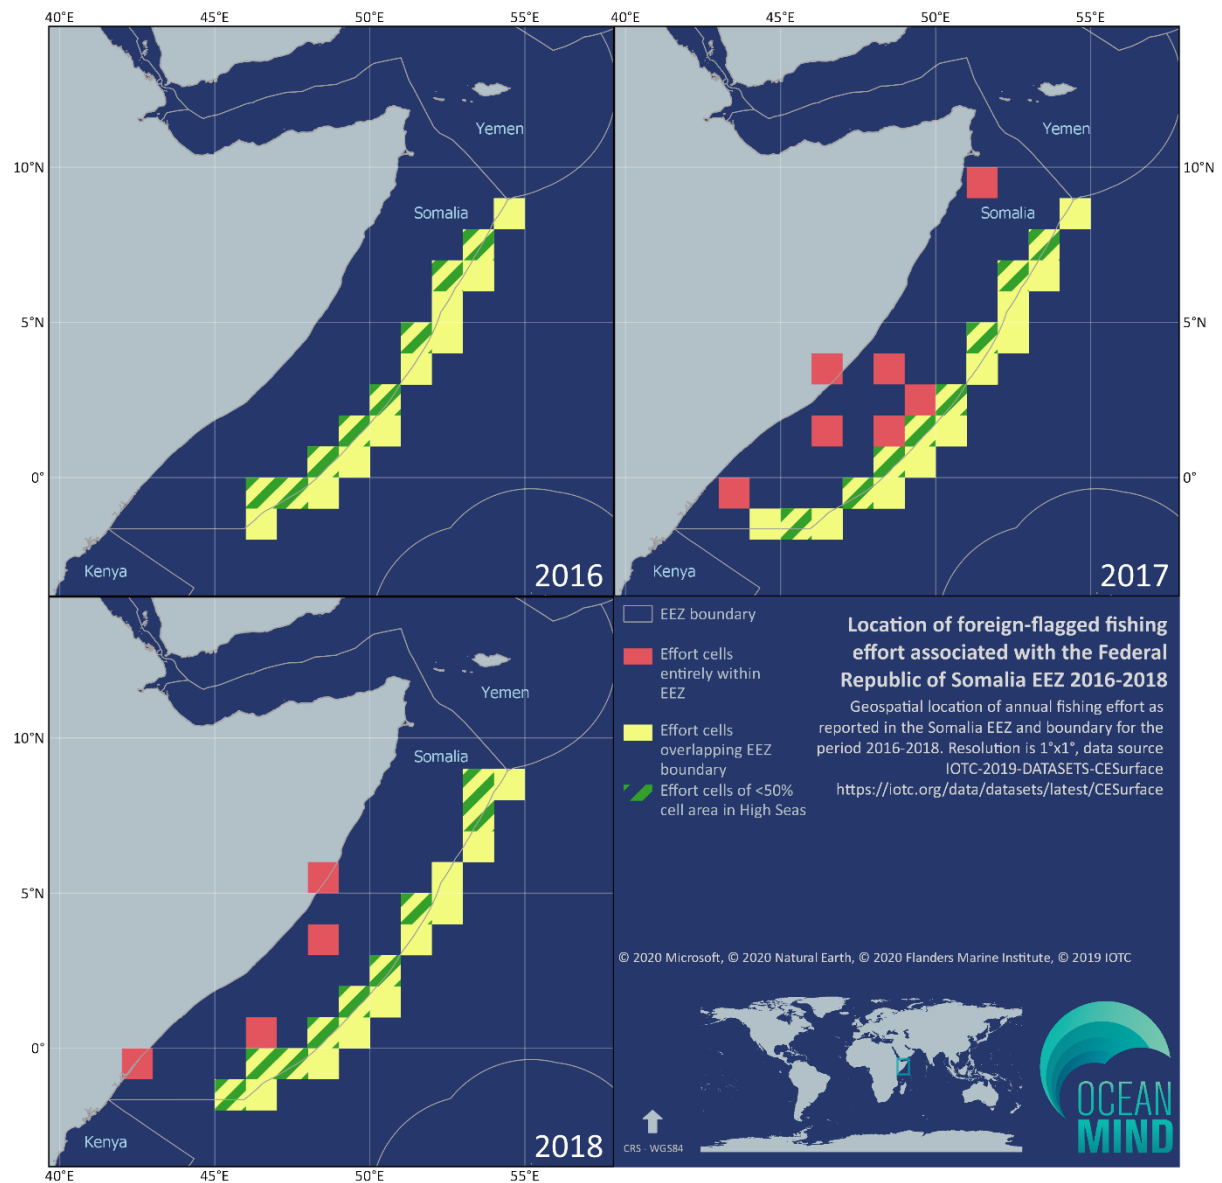 40°E 45°E 50°E 55°E 40°E 45°E 50°E 55°E
Yemen
Yemen
10°N
10°N
Somalia
Somalia
5°N
5°N
0°
0°
Kenya
2016
Kenya
2017
EEZ boundary
Effort cells
entirely within
EEZ
Effort cells
overlapping EEZ
boundary
Effort cells of <50%
cell area in High Seas
Location of foreign-flagged fishing
effort associated with the Federal
Republic of Somalia EEZ 2016-2018
Geospatial location of annual fishing effort as
reported in the Somalia EEZ and boundary for the
period 2016-2018. Resolution is 1°x1°, data source
IOTC-2019-DATASETS-CESurface
https://iotc.org/data/datasets/latest/CESurface
Yemen
10°N
Somalia
5°N
0°
Kenya
2018
40°E 45°E 50°E 55°E
© 2020 Microsoft, © 2020 Natural Earth, © 2020 Flanders Marine Institute, © 2019 IOTC
CRS - WGS84
OCEAN
MIND